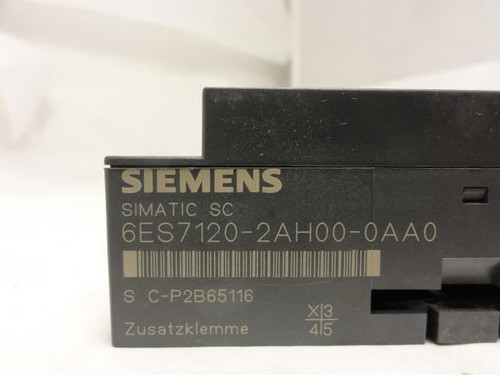 SIEMENS
SIMATIC SC
6ES7120-2AH00-0AA0
S C-P2B65116
Zusatzklemme
X 3
4 5